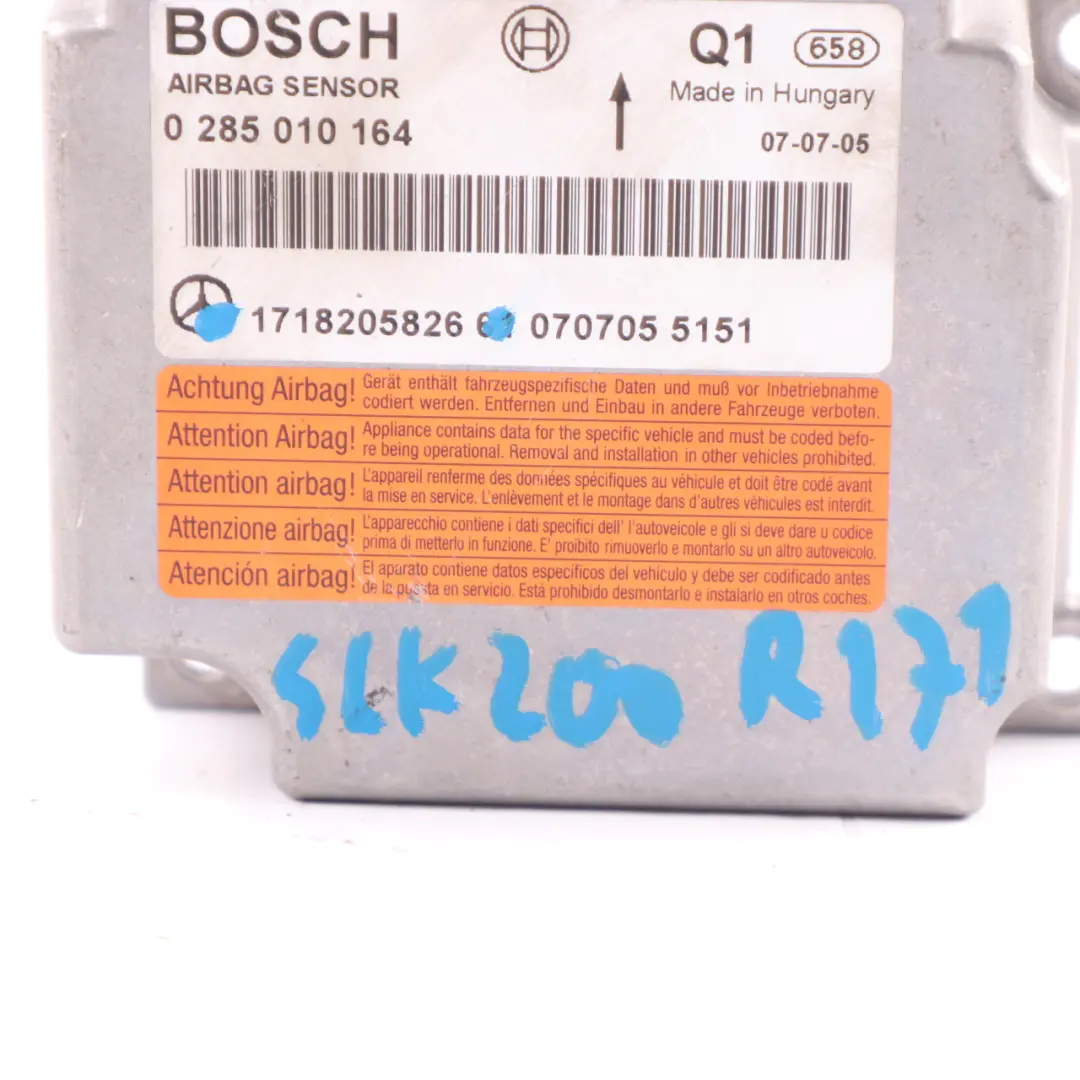 BOSCH Q1 658
AIRBAG SENSOR Made in Hungary
0 285 010 164 07-07-05
1718205826 070705 5151
Achtung Airbag! Gerät enthält fahrzeugspezifische Daten und muß vor Inbetriebnahme
codiert werden. Entfernen und Einbau in andere Fahrzeuge verboten.
Attention Airbag! Appliance contains data for the specific vehicle and must be coded befo-
re being operational. Removal and installation in other vehicles prohibited.
Attention airbag! L'appareil renferme des données spécifiques au véhicule et doit être codé avant
la mise en service. L'enlèvement et le montage dans d'autres véhicules est interdit.
Attenzione airbag! L'apparecchio contiene i dati specifici dell' l'autoveicole e gli si deve dare u codice
prima di metterlo in funzione. E' proibito rimuoverlo e montarlo su un altro autoveicolo.
Atención airbag! El aparato contiene datos específicos del vehículo y debe ser codificado antes
de la puesta en servicio. Está prohibido desmontarlo e instalarlo en otros coches.
SLK 200 R171